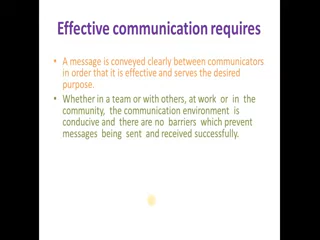 Effective communication requires
• A message is conveyed clearly between communicators
in order that it is effective and serves the desired
purpose.
• Whether in a team or with others, at work or in the
community, the communication environment is
conducive and there are no barriers which prevent
messages being sent and received successfully.